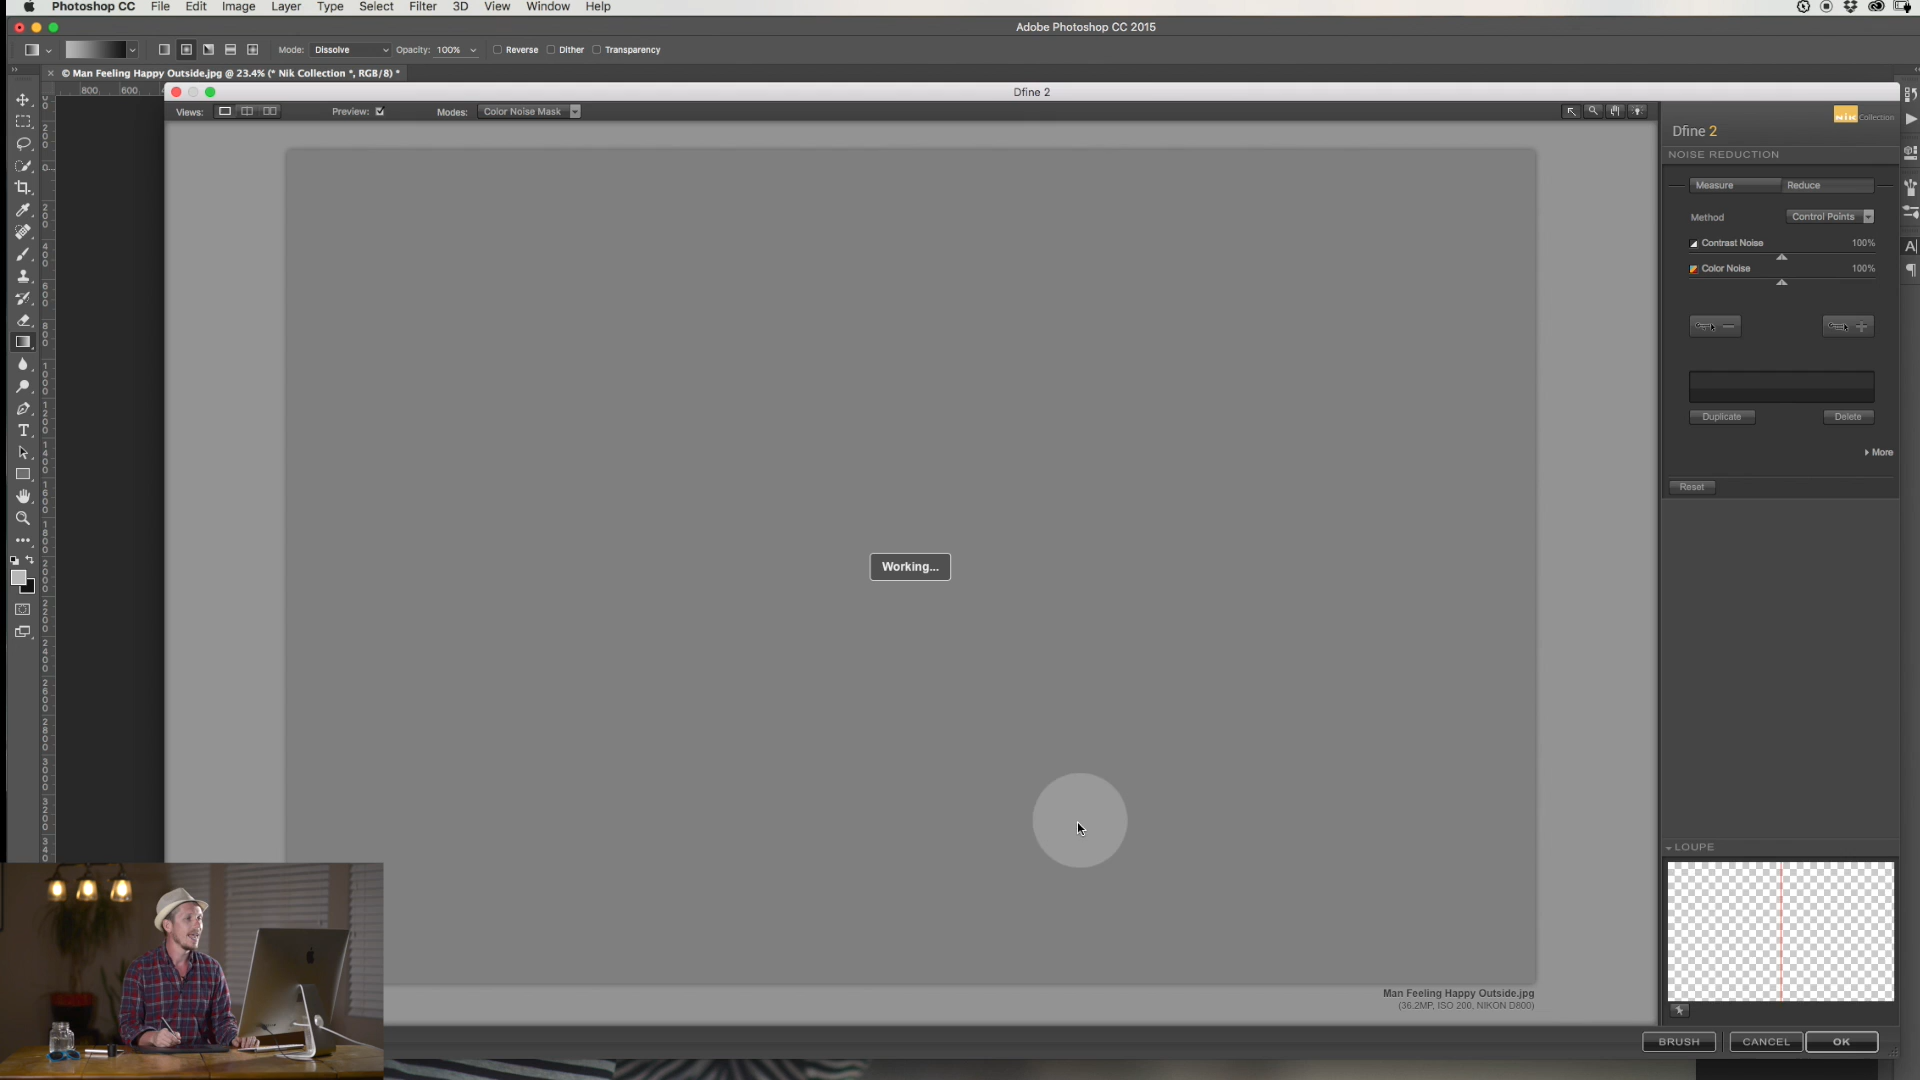 Photoshop CC File Edit Image Layer Type Select Filter 3D View Window Help
Adobe Photoshop CC 2015
Mode: Dissolve Opacity: 100% Reverse Dither Transparency
© Man Feeling Happy Outside.jpg @ 23.4% (* Nik Collection *, RGB/8) *
800 600
Dfine 2
Views: Preview: Modes: Color Noise Mask
Nik Collection
Dfine 2
NOISE REDUCTION
Measure Reduce
Method Control Points
Contrast Noise 100%
Color Noise 100%
Duplicate Delete
More
Reset
Working...
LOUPE
Man Feeling Happy Outside.jpg
(36.2MP, ISO 200, NIKON D800)
BRUSH CANCEL OK